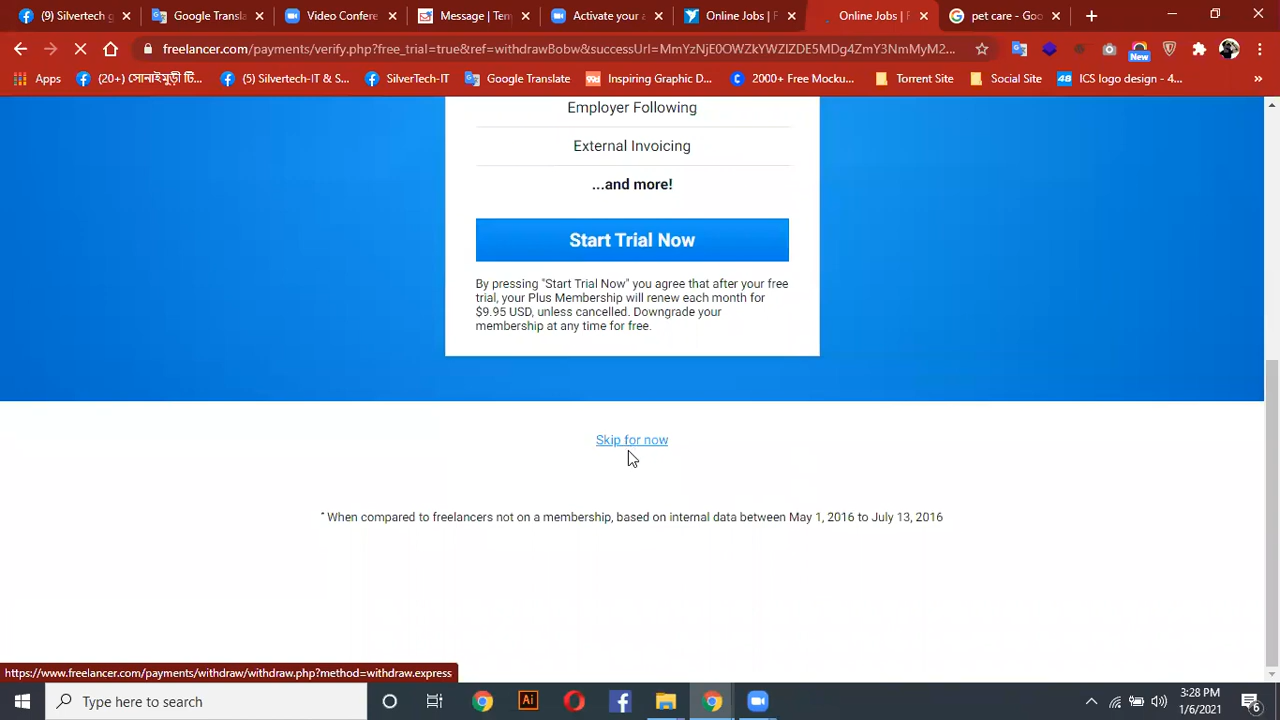 (9) Silvertech g
Google Transla
Video Confere
Message | Tem
Activate your a
Online Jobs | F
Online Jobs | F
pet care - Goo
freelancer.com/payments/verify.php?free_trial=true&ref=withdrawBobw&successUrl=MmYzNjE0OWZkYWZlZDE5MDg4ZmY3NmMyM2...
New
Apps
(20+) সোনাইমুড়ী টি...
(5) Silvertech-IT & S...
SilverTech-IT
Google Translate
Inspiring Graphic D...
2000+ Free Mocku...
Torrent Site
Social Site
48 ICS logo design - 4...
»
Employer Following
External Invoicing
...and more!
Start Trial Now
By pressing "Start Trial Now" you agree that after your free
trial, your Plus Membership will renew each month for
$9.95 USD, unless cancelled. Downgrade your
membership at any time for free.
Skip for now
* When compared to freelancers not on a membership, based on internal data between May 1, 2016 to July 13, 2016
https://www.freelancer.com/payments/withdraw/withdraw.php?method=withdraw.express
Type here to search
Ai
3:28 PM
1/6/2021
6